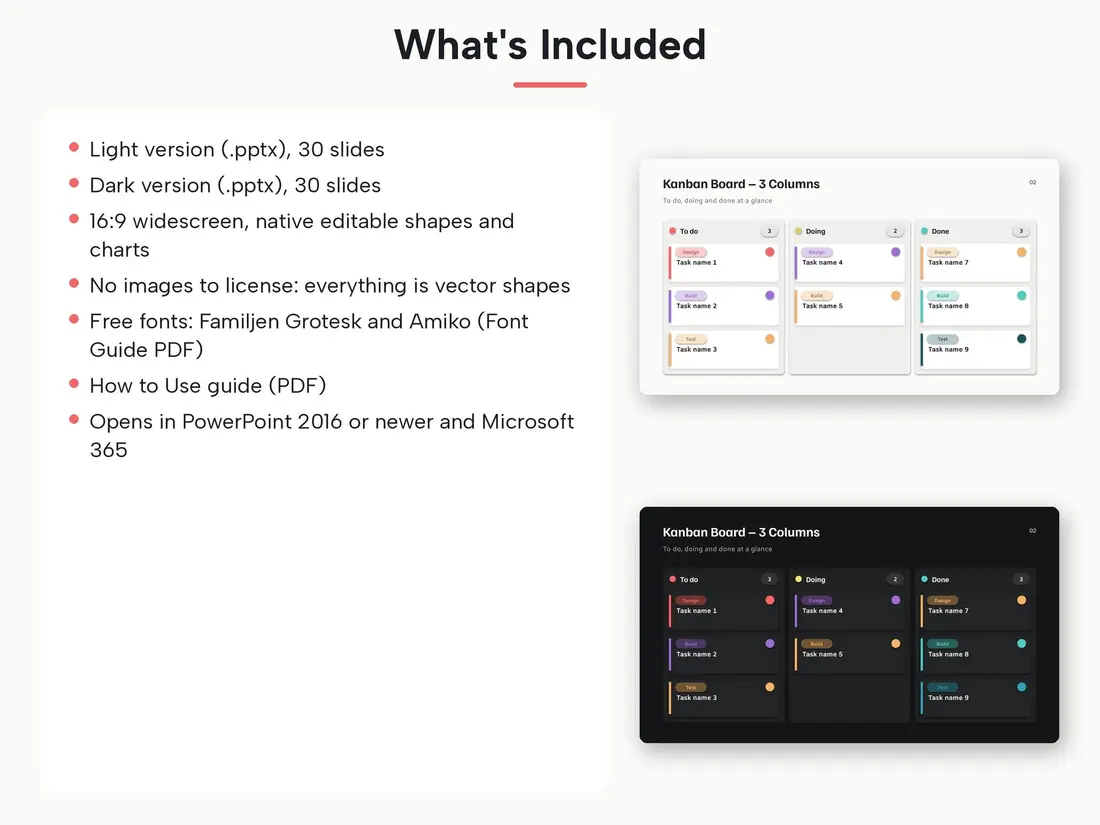 What's Included
Light version (.pptx), 30 slides
Dark version (.pptx), 30 slides
16:9 widescreen, native editable shapes and
charts
No images to license: everything is vector shapes
Free fonts: Familjen Grotesk and Amiko (Font
Guide PDF)
How to Use guide (PDF)
Opens in PowerPoint 2016 or newer and Microsoft
365
Kanban Board – 3 Columns
02
To do, doing and done at a glance
To do 3
Doing 2
Done 3
Design
Task name 1
Design
Task name 4
Design
Task name 7
Build
Task name 2
Build
Task name 5
Build
Task name 8
Test
Task name 3
Test
Task name 9
Kanban Board – 3 Columns
02
To do, doing and done at a glance
To do 3
Doing 2
Done 3
Design
Task name 1
Design
Task name 4
Design
Task name 7
Build
Task name 2
Build
Task name 5
Build
Task name 8
Test
Task name 3
Test
Task name 9